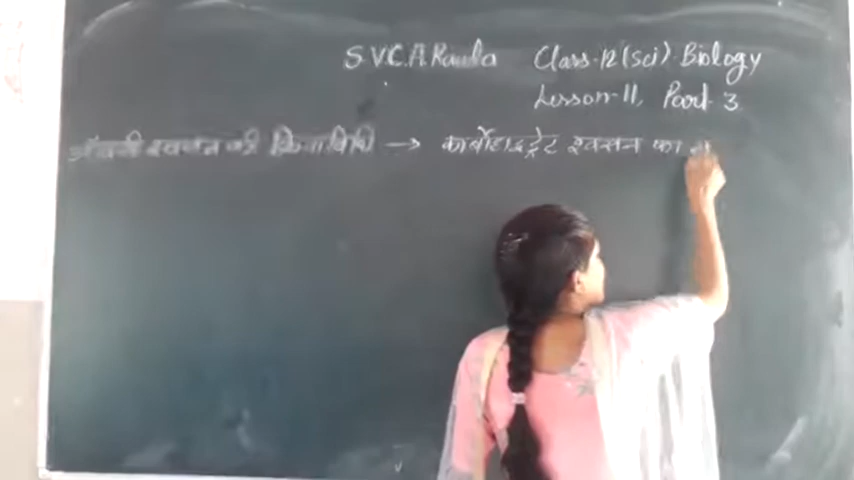 S.V.C.A. Raula Class-12 (Sci) Biology
Lesson-11, Part-3
ऑक्सी श्वसन की क्रियाविधि → कार्बोहाइड्रेट श्वसन का